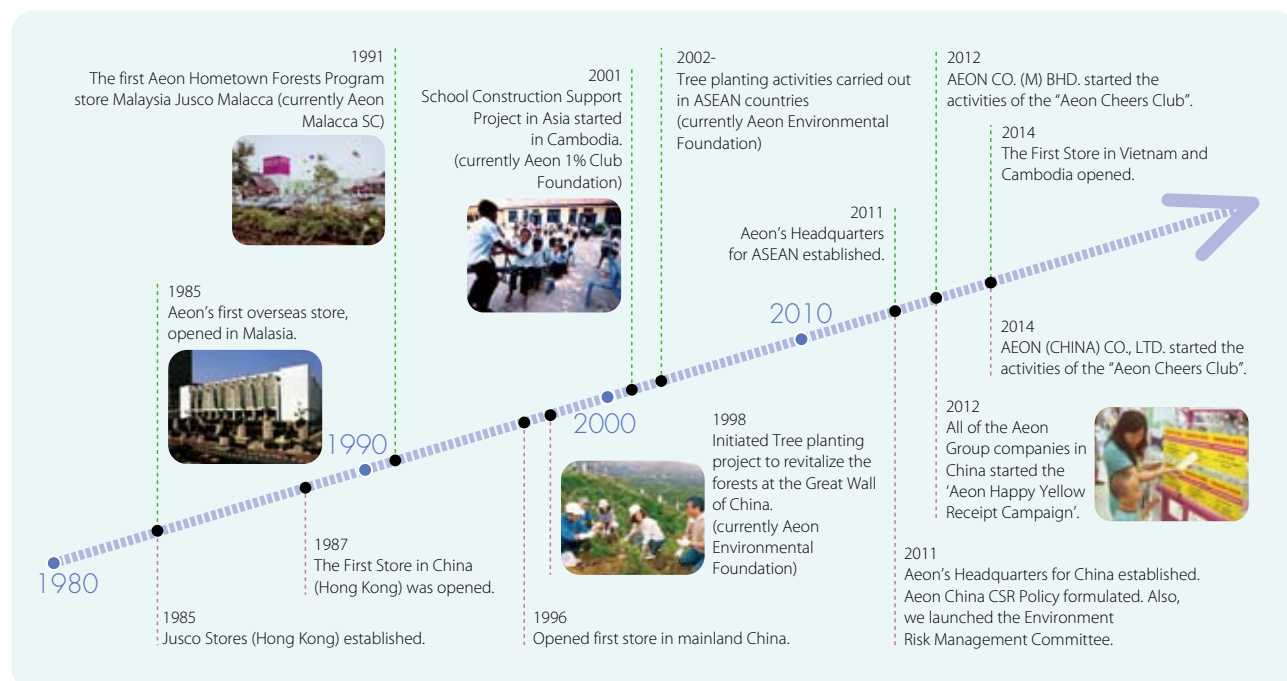 1991
The first Aeon Hometown Forests Program
store Malaysia Jusco Malacca (currently Aeon
Malacca SC)
2001
School Construction Support
Project in Asia started
in Cambodia.
(currently Aeon 1% Club
Foundation)
2002-
Tree planting activities carried out
in ASEAN countries
(currently Aeon Environmental
Foundation)
2012
AEON CO. (M) BHD. started the
activities of the “Aeon Cheers Club”.
2014
The First Store in Vietnam and
Cambodia opened.
2011
Aeon’s Headquarters
for ASEAN established.
1985
Aeon’s first overseas store,
opened in Malasia.
1980
1990
2000
2010
1985
Jusco Stores (Hong Kong) established.
1987
The First Store in China
(Hong Kong) was opened.
1996
Opened first store in mainland China.
1998
Initiated Tree planting
project to revitalize the
forests at the Great Wall
of China.
(currently Aeon
Environmental
Foundation)
2011
Aeon’s Headquarters for China established.
Aeon China CSR Policy formulated. Also,
we launched the Environment
Risk Management Committee.
2012
All of the Aeon
Group companies in
China started the
‘Aeon Happy Yellow
Receipt Campaign’.
2014
AEON (CHINA) CO., LTD. started the
activities of the “Aeon Cheers Club”.